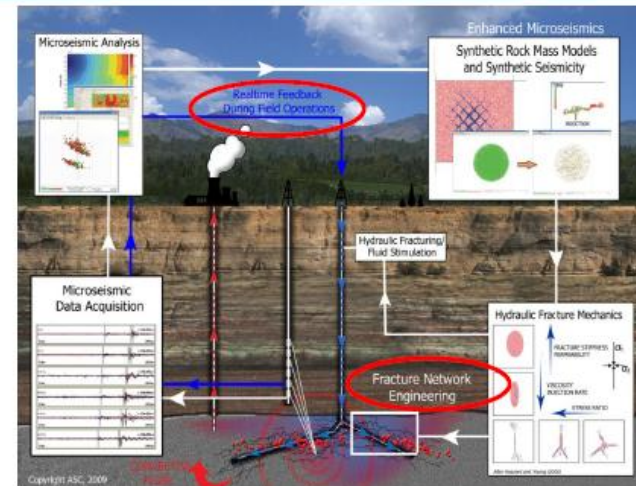 Enhanced Microseismics
Microseismic Analysis
Synthetic Rock Mass Models
and Synthetic Seismicity
INJECTION
Realtime Feedback
During Field Operations
Hydraulic Fracturing/
Fluid Stimulation
Microseismic
Data Acquisition
Hydraulic Fracture Mechanics
FRACTURE STIFFNESS
PERMEABILITY
VISCOSITY
INJECTION RATE
STRESS RATIO
Fracture Network
Engineering
Copyright ASC, 2009